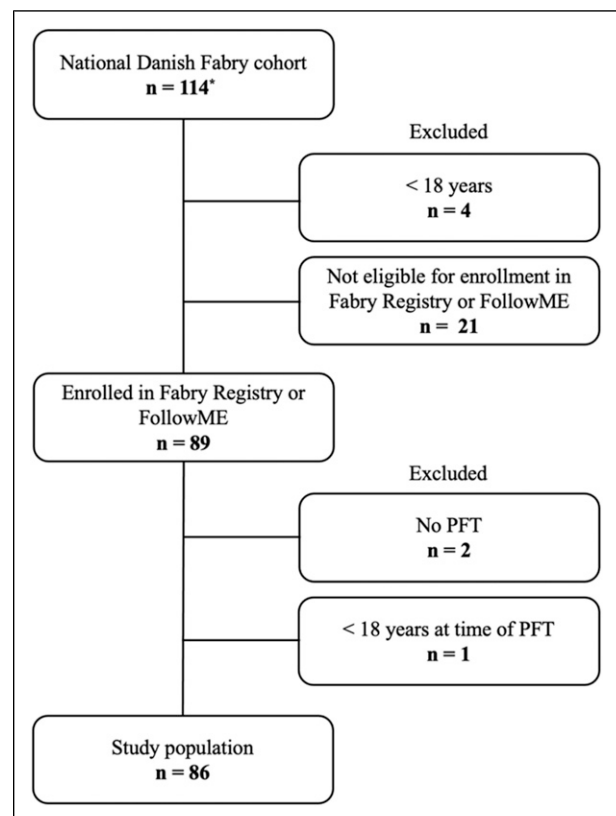 National Danish Fabry cohort
n = 114*
Excluded
< 18 years
n = 4
Not eligible for enrollment in
Fabry Registry or FollowME
n = 21
Enrolled in Fabry Registry or
FollowME
n = 89
Excluded
No PFT
n = 2
< 18 years at time of PFT
n = 1
Study population
n = 86